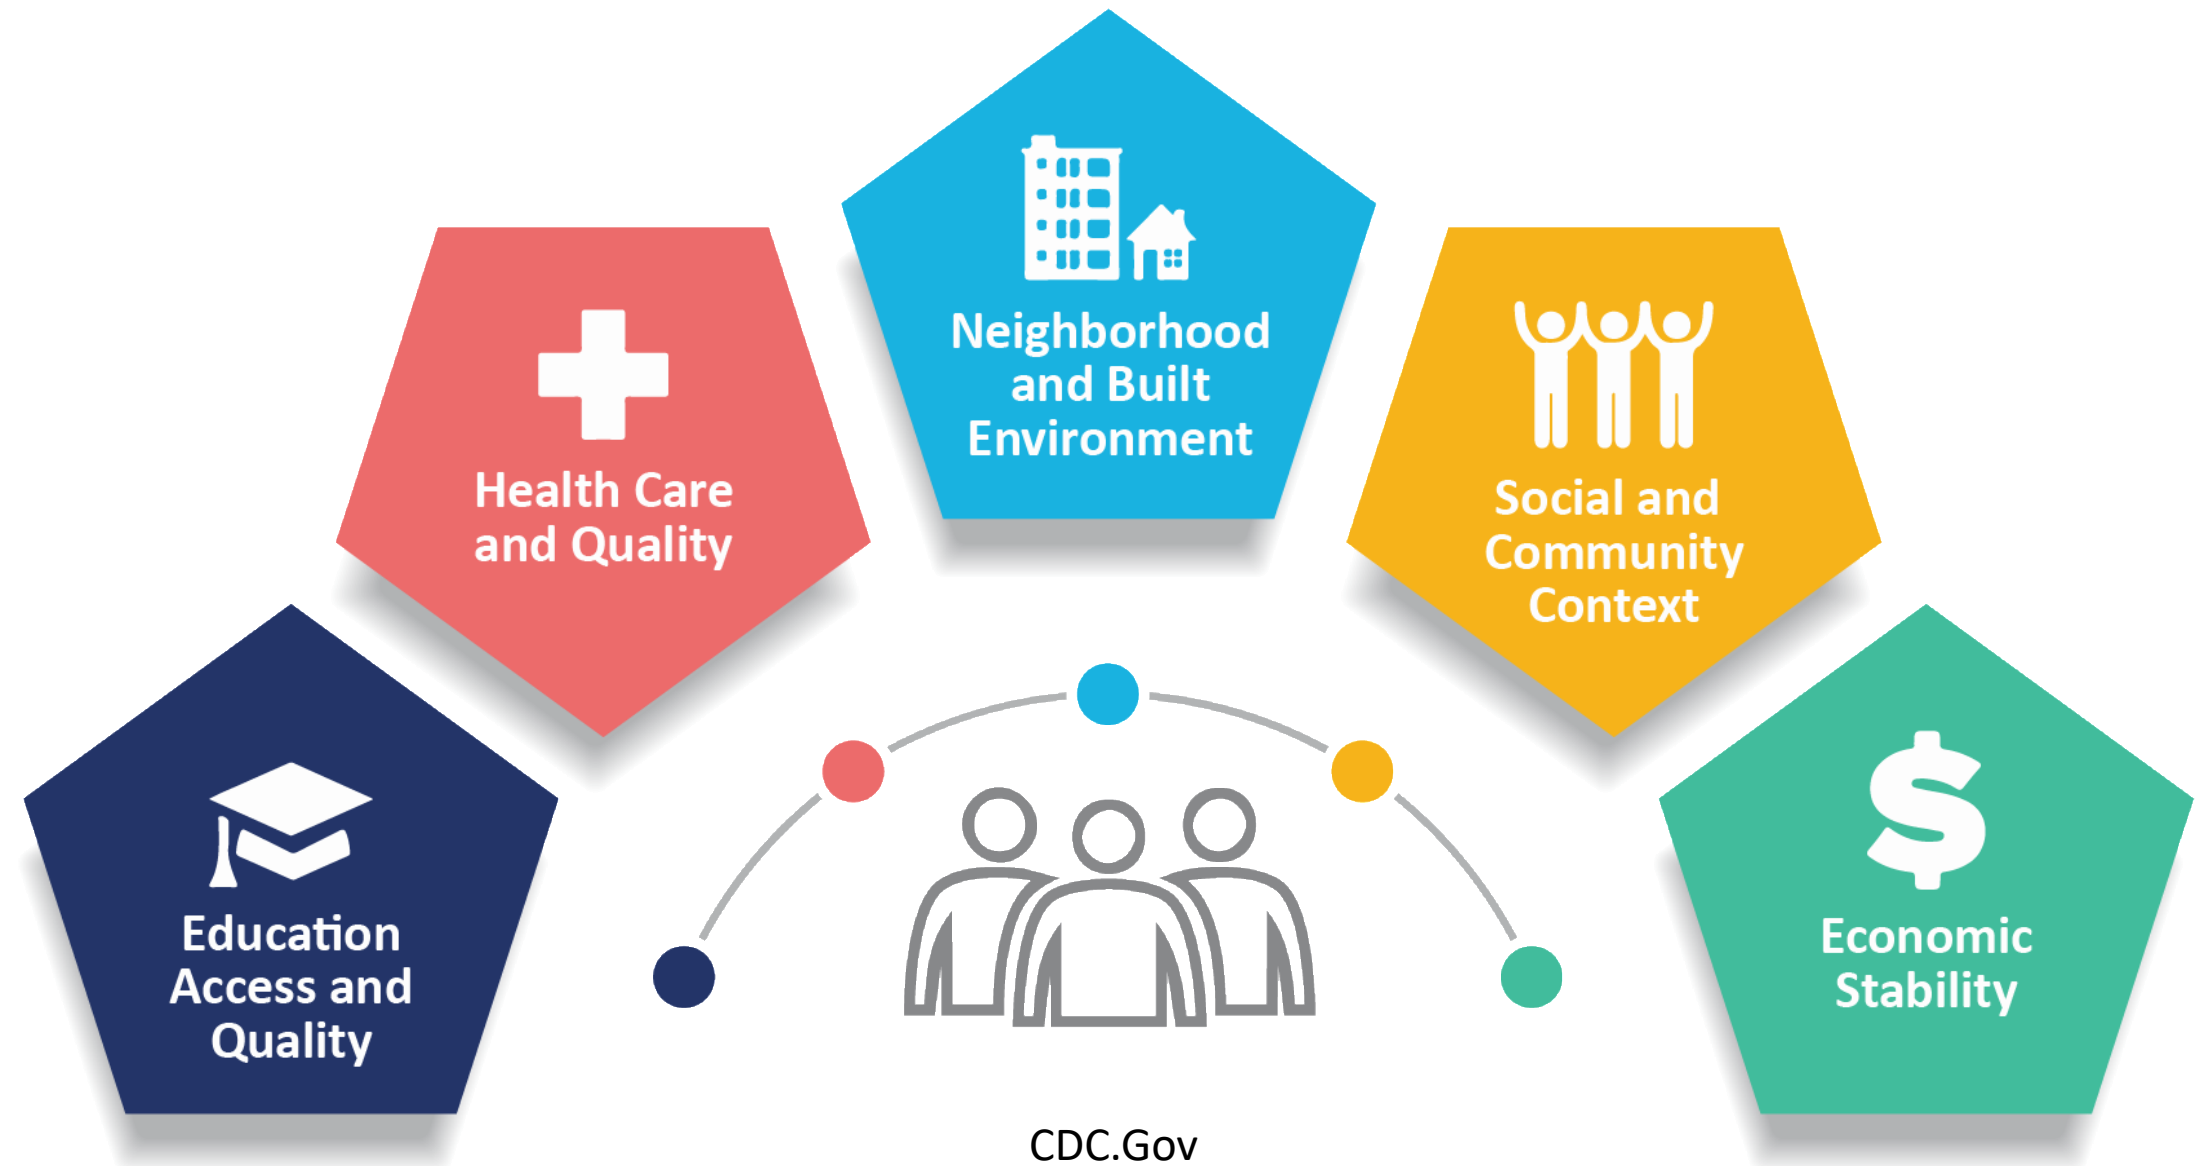 Neighborhood
and Built
Environment
Health Care
and Quality
Social and
Community
Context
Education
Access and
Quality
Economic
Stability
CDC.Gov